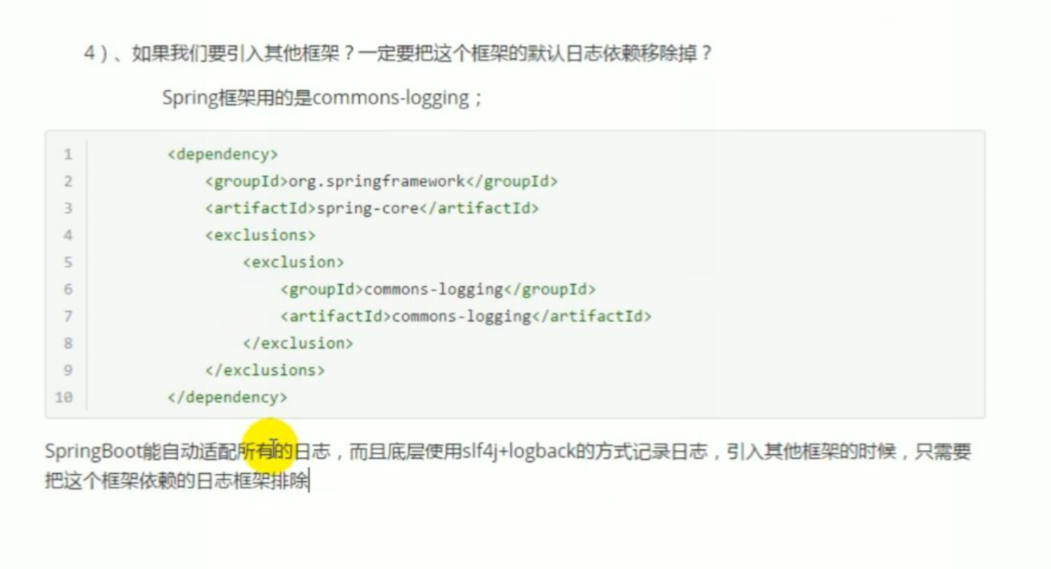 4）、如果我们要引入其他框架？一定要把这个框架的默认日志依赖移除掉？
Spring框架用的是commons-logging；
1 <dependency>
2 <groupId>org.springframework</groupId>
3 <artifactId>spring-core</artifactId>
4 <exclusions>
5 <exclusion>
6 <groupId>commons-logging</groupId>
7 <artifactId>commons-logging</artifactId>
8 </exclusion>
9 </exclusions>
10 </dependency>
SpringBoot能自动适配所有的日志，而且底层使用slf4j+logback的方式记录日志，引入其他框架的时候，只需要
把这个框架依赖的日志框架排除